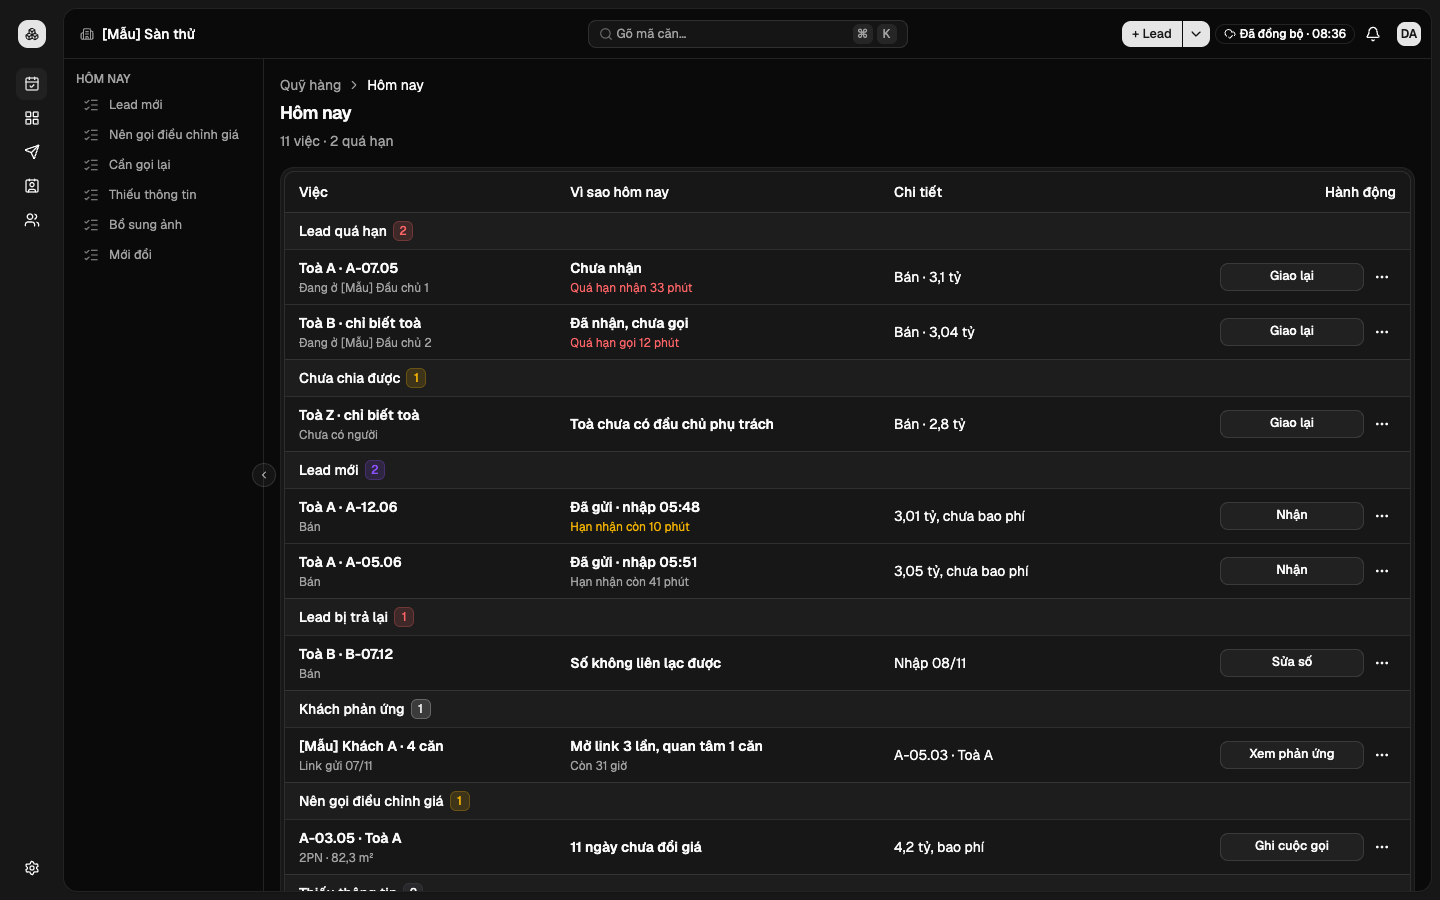 [Mẫu] Sàn thử
Gõ mã căn...
⌘ K
+ Lead
Đã đồng bộ · 08:36
DA
HÔM NAY
Lead mới
Nên gọi điều chỉnh giá
Cần gọi lại
Thiếu thông tin
Bổ sung ảnh
Mới đổi
Quỹ hàng > Hôm nay
Hôm nay
11 việc · 2 quá hạn
Việc Vì sao hôm nay Chi tiết Hành động
Lead quá hạn 2
Toà A · A-07.05
Đang ở [Mẫu] Đầu chủ 1
Chưa nhận
Quá hạn nhận 33 phút
Bán · 3,1 tỷ
Giao lại
Toà B · chỉ biết toà
Đang ở [Mẫu] Đầu chủ 2
Đã nhận, chưa gọi
Quá hạn gọi 12 phút
Bán · 3,04 tỷ
Giao lại
Chưa chia được 1
Toà Z · chỉ biết toà
Chưa có người
Toà chưa có đầu chủ phụ trách
Bán · 2,8 tỷ
Giao lại
Lead mới 2
Toà A · A-12.06
Bán
Đã gửi · nhập 05:48
Hạn nhận còn 10 phút
3,01 tỷ, chưa bao phí
Nhận
Toà A · A-05.06
Bán
Đã gửi · nhập 05:51
Hạn nhận còn 41 phút
3,05 tỷ, chưa bao phí
Nhận
Lead bị trả lại 1
Toà B · B-07.12
Bán
Số không liên lạc được
Nhập 08/11
Sửa số
Khách phản ứng 1
[Mẫu] Khách A · 4 căn
Link gửi 07/11
Mở link 3 lần, quan tâm 1 căn
Còn 31 giờ
A-05.03 · Toà A
Xem phản ứng
Nên gọi điều chỉnh giá 1
A-03.05 · Toà A
2PN · 82,3 m²
11 ngày chưa đổi giá
4,2 tỷ, bao phí
Ghi cuộc gọi
Thiếu thông tin